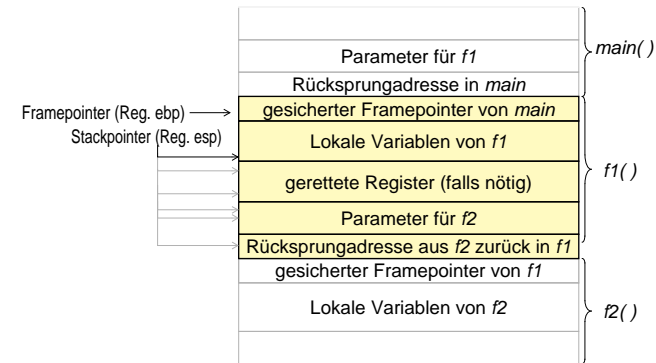 Parameter für f1
main( )
Rücksprungadresse in main
Framepointer (Reg. ebp)
gesicherter Framepointer von main
Stackpointer (Reg. esp)
Lokale Variablen von f1
f1( )
gerettete Register (falls nötig)
Parameter für f2
Rücksprungadresse aus f2 zurück in f1
gesicherter Framepointer von f1
Lokale Variablen von f2
f2( )